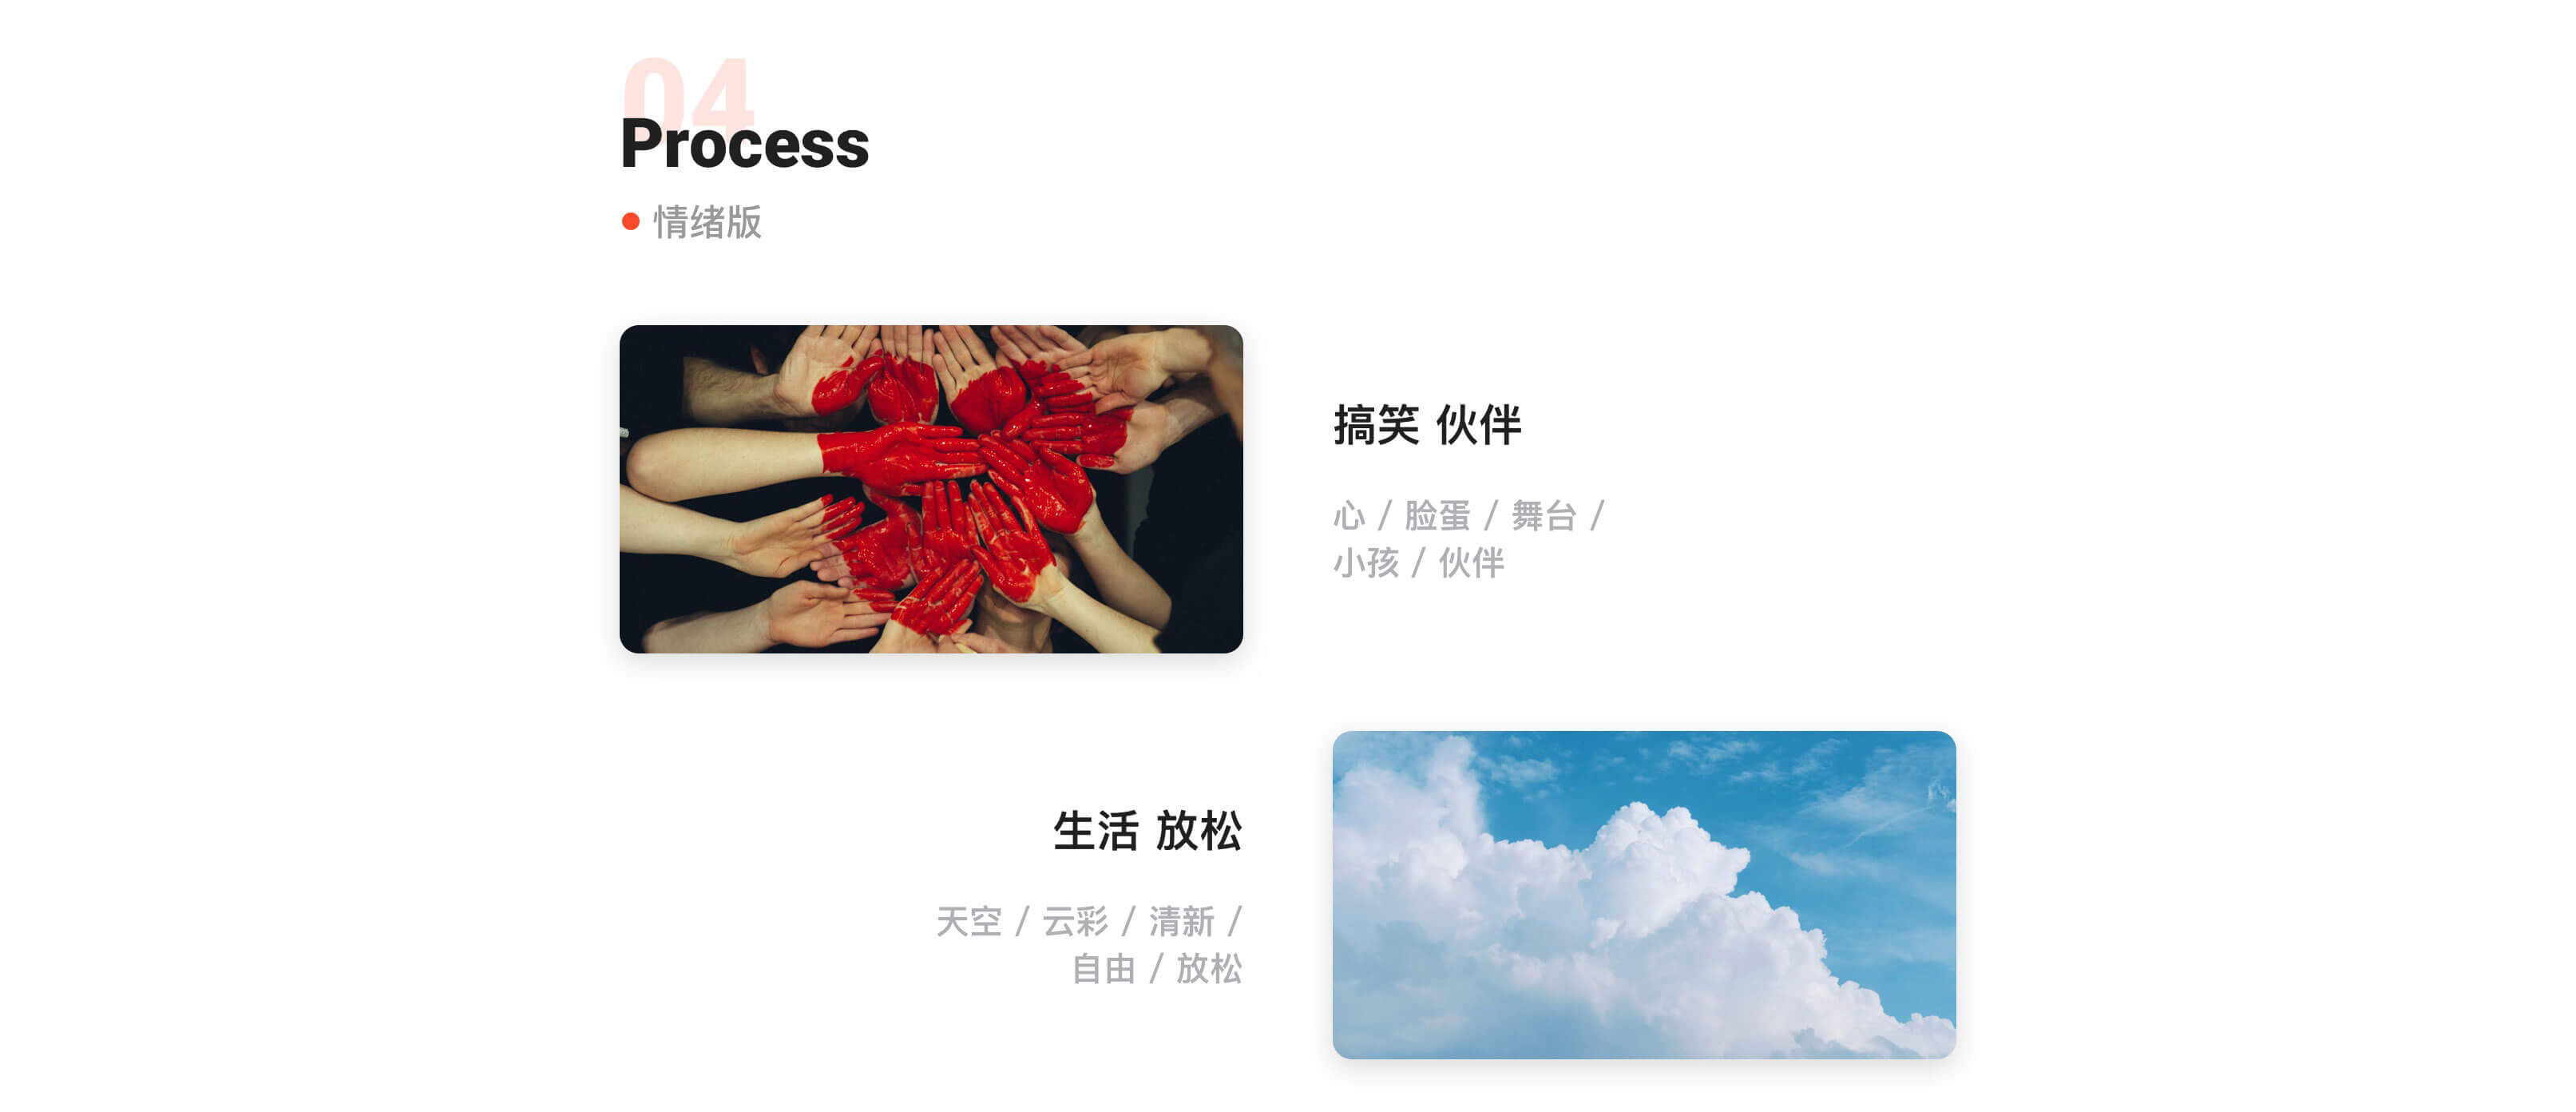 04
Process
情绪版
搞笑 伙伴
心 / 脸蛋 / 舞台 /
小孩 / 伙伴
生活 放松
天空 / 云彩 / 清新 /
自由 / 放松